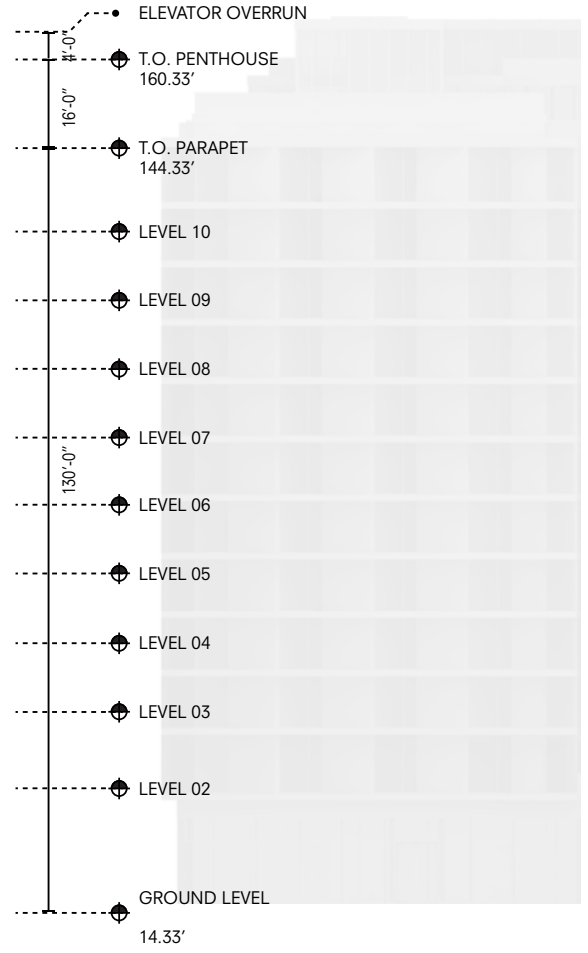 ELEVATOR OVERRUN
4’-0”
T.O. PENTHOUSE
160.33’
16’-0”
T.O. PARAPET
144.33’
LEVEL 10
LEVEL 09
LEVEL 08
LEVEL 07
130’-0”
LEVEL 06
LEVEL 05
LEVEL 04
LEVEL 03
LEVEL 02
GROUND LEVEL
14.33’